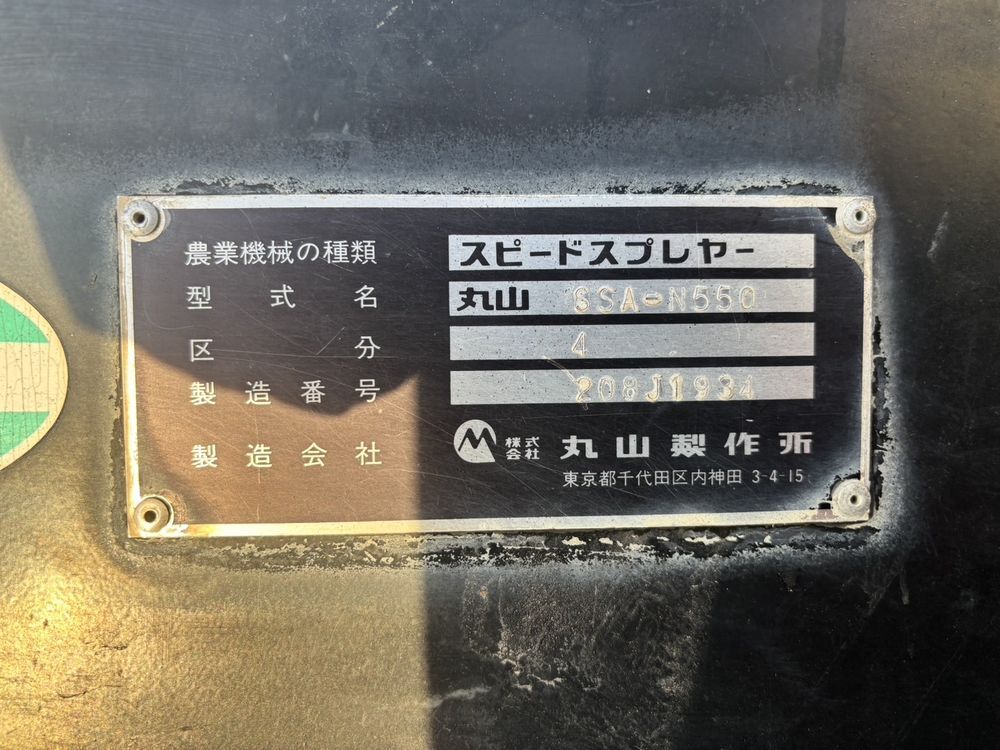 農業機械の種類 スピードスプレヤー
型式名 丸山 SSA-N550
区分 4
製造番号 208J1934
製造会社 株式会社 丸山製作所
東京都千代田区内神田 3-4-15